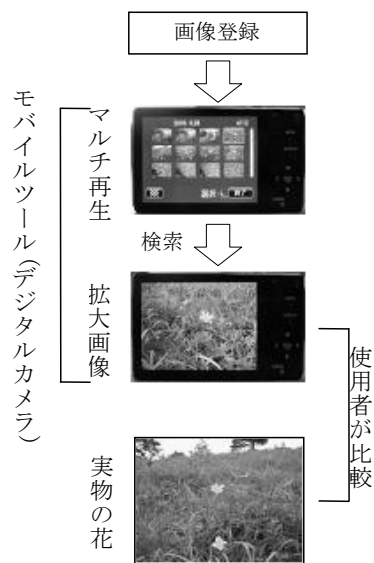 画像登録
モバイルツール(デジタルカメラ)
マルチ再生
検索
拡大画像
使用者が比較
実物の花